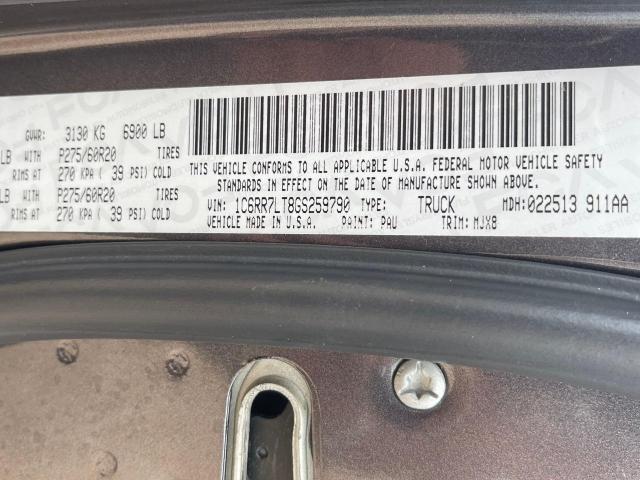 GVWR: 3130 KG 6900 LB
LB WITH P275/60R20 TIRES
RIMS AT 270 KPA ( 39 PSI) COLD
LB WITH P275/60R20 TIRES
RIMS AT 270 KPA ( 39 PSI) COLD
THIS VEHICLE CONFORMS TO ALL APPLICABLE U.S.A. FEDERAL MOTOR VEHICLE SAFETY
STANDARDS IN EFFECT ON THE DATE OF MANUFACTURE SHOWN ABOVE.
VIN: 1C6RR7LT8GS259790 TYPE: TRUCK MDH:022513 911AA
VEHICLE MADE IN U.S.A. PAINT: PAU TRIM: MJX8